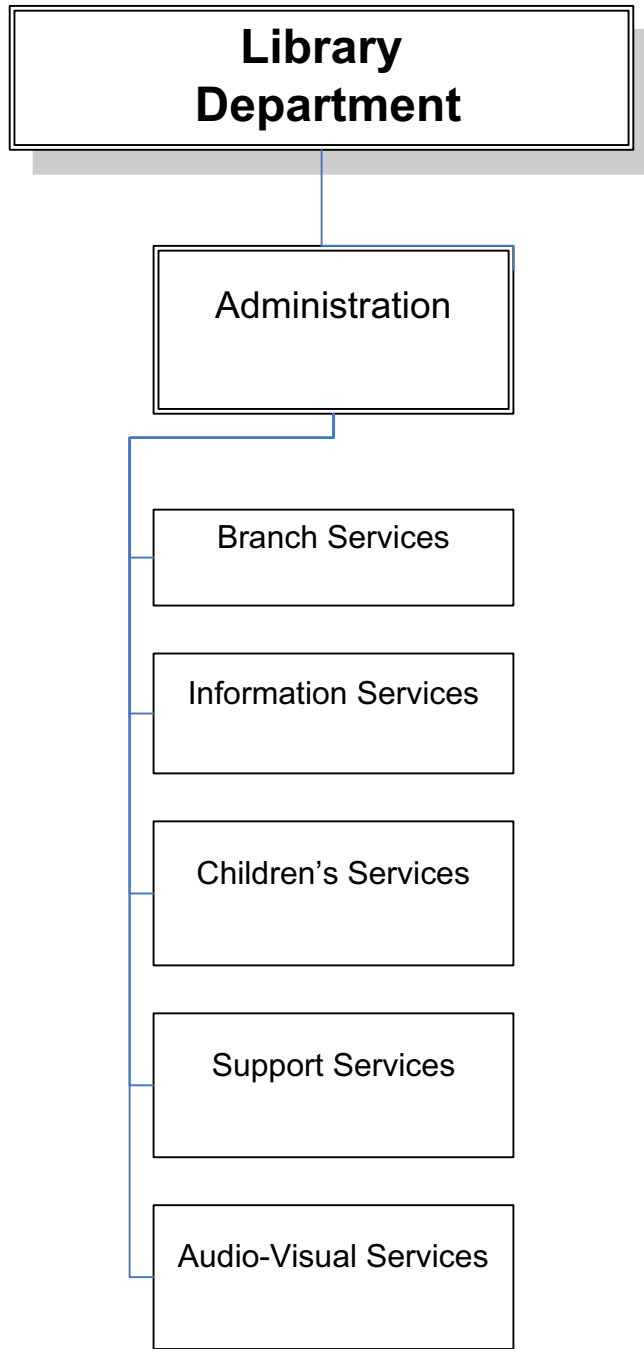 Library
Department
Administration
Branch Services
Information Services
Children’s Services
Support Services
Audio-Visual Services